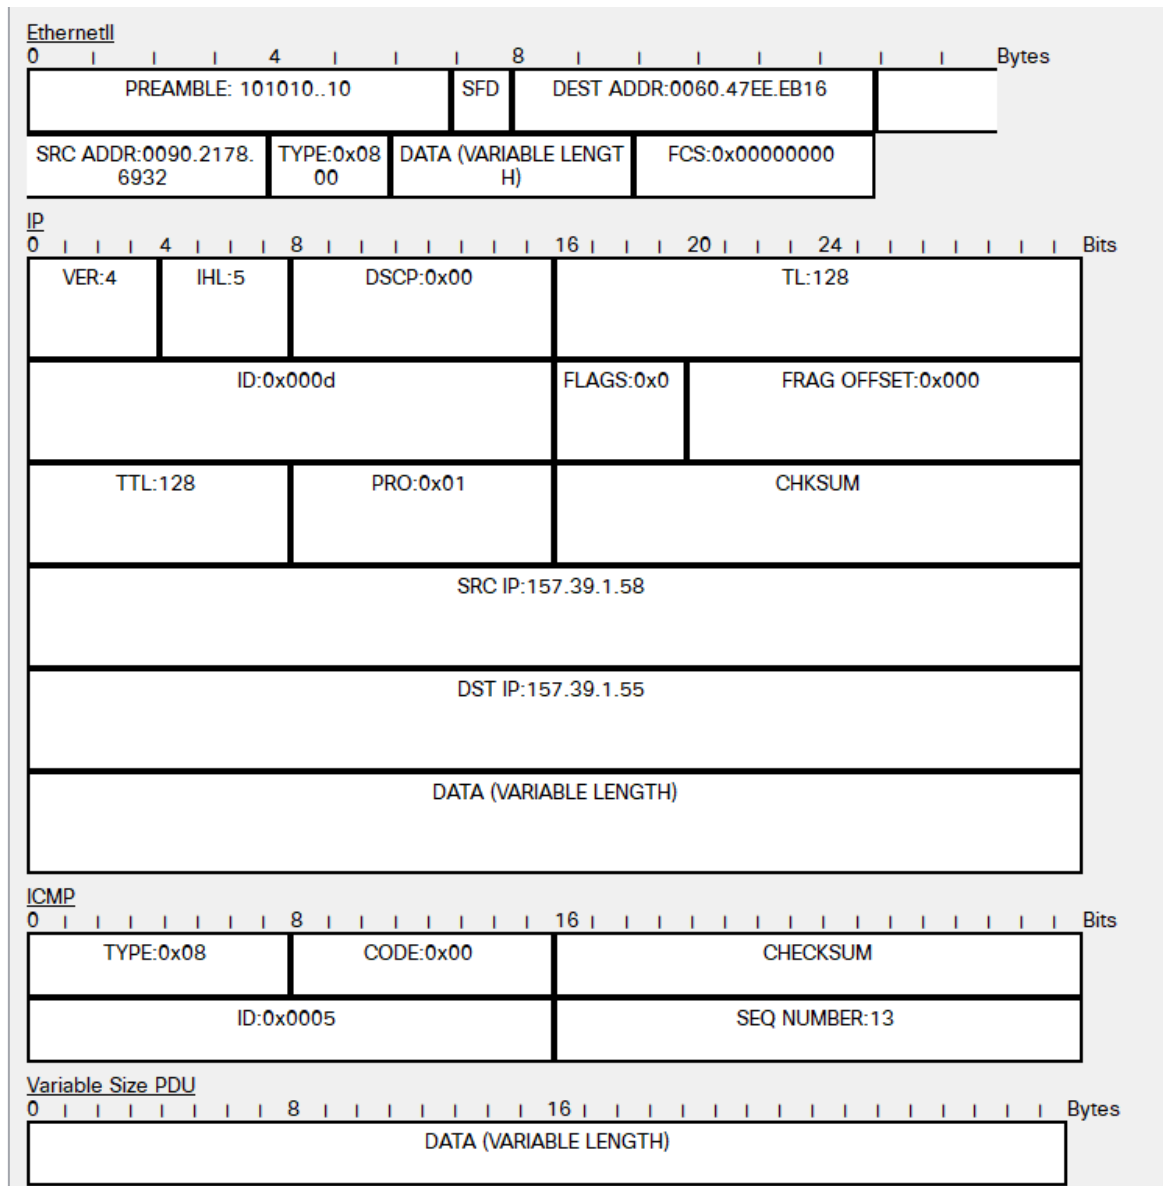 EthernetII
0 4 8 Bytes
PREAMBLE: 101010..10 SFD DEST ADDR:0060.47EE.EB16
SRC ADDR:0090.2178. TYPE:0x08 DATA (VARIABLE LENGT FCS:0x00000000
6932 00 H)
IP
0 4 8 16 20 24 Bits
VER:4 IHL:5 DSCP:0x00 TL:128
ID:0x000d FLAGS:0x0 FRAG OFFSET:0x000
TTL:128 PRO:0x01 CHKSUM
SRC IP:157.39.1.58
DST IP:157.39.1.55
DATA (VARIABLE LENGTH)
ICMP
0 8 16 Bits
TYPE:0x08 CODE:0x00 CHECKSUM
ID:0x0005 SEQ NUMBER:13
Variable Size PDU
0 8 16 Bytes
DATA (VARIABLE LENGTH)